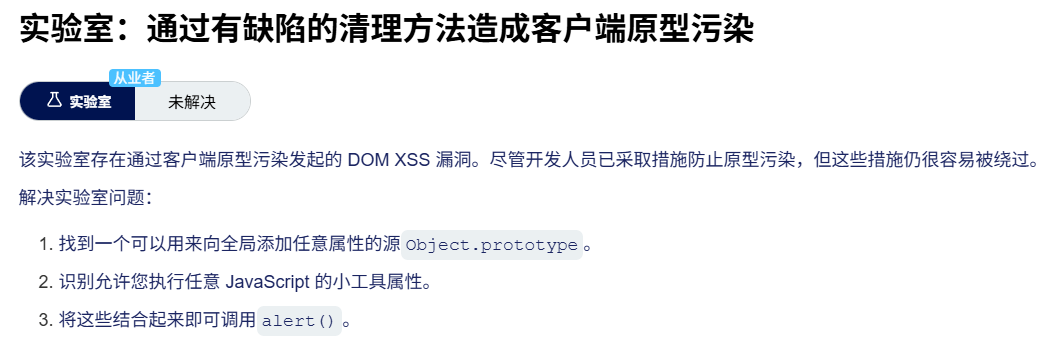 实验室：通过有缺陷的清理方法造成客户端原型污染
从业者
实验室 未解决
该实验室存在通过客户端原型污染发起的 DOM XSS 漏洞。尽管开发人员已采取措施防止原型污染，但这些措施仍很容易被绕过。
解决实验室问题：
1. 找到一个可以用来向全局添加任意属性的源 Object.prototype 。
2. 识别允许您执行任意 JavaScript 的小工具属性。
3. 将这些结合起来即可调用 alert() 。